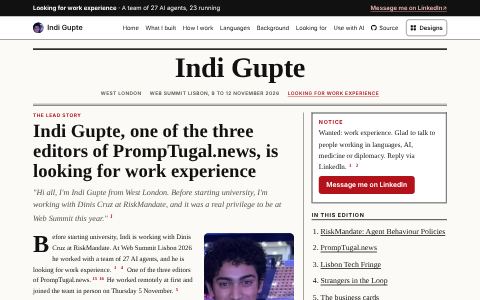 Looking for work experience · A team of 27 AI agents, 23 running
Message me on LinkedIn↗
Indi Gupte
Home What I built How I work Languages Background Looking for Use with AI Source Designs
Indi Gupte
WEST LONDON WEB SUMMIT LISBON, 9 TO 12 NOVEMBER 2026 LOOKING FOR WORK EXPERIENCE
THE LEAD STORY
Indi Gupte, one of the three
editors of PrompTugal.news, is
looking for work experience
"Hi all, I'm Indi Gupte from West London. Before starting university, I'm
working with Dinis Cruz at RiskMandate, and it was a real privilege to be at
Web Summit this year." 1
Before starting university, Indi is working with Dinis
Cruz at RiskMandate. At Web Summit Lisbon 2026
he worked with a team of 27 AI agents, and he is
looking for work experience.
One of the three editors
of PrompTugal.news.
He worked remotely at first and
joined the team in person on Thursday 5 November.
NOTICE
Wanted: work experience. Glad to talk to
people working in languages, AI,
medicine or diplomacy. Reply via
LinkedIn. 1 2
Message me on LinkedIn
IN THIS EDITION
1. RiskMandate: Agent Behaviour Policies
2. PrompTugal.news
3. Lisbon Tech Fringe
4. Strangers in the Loop
5. The business cards